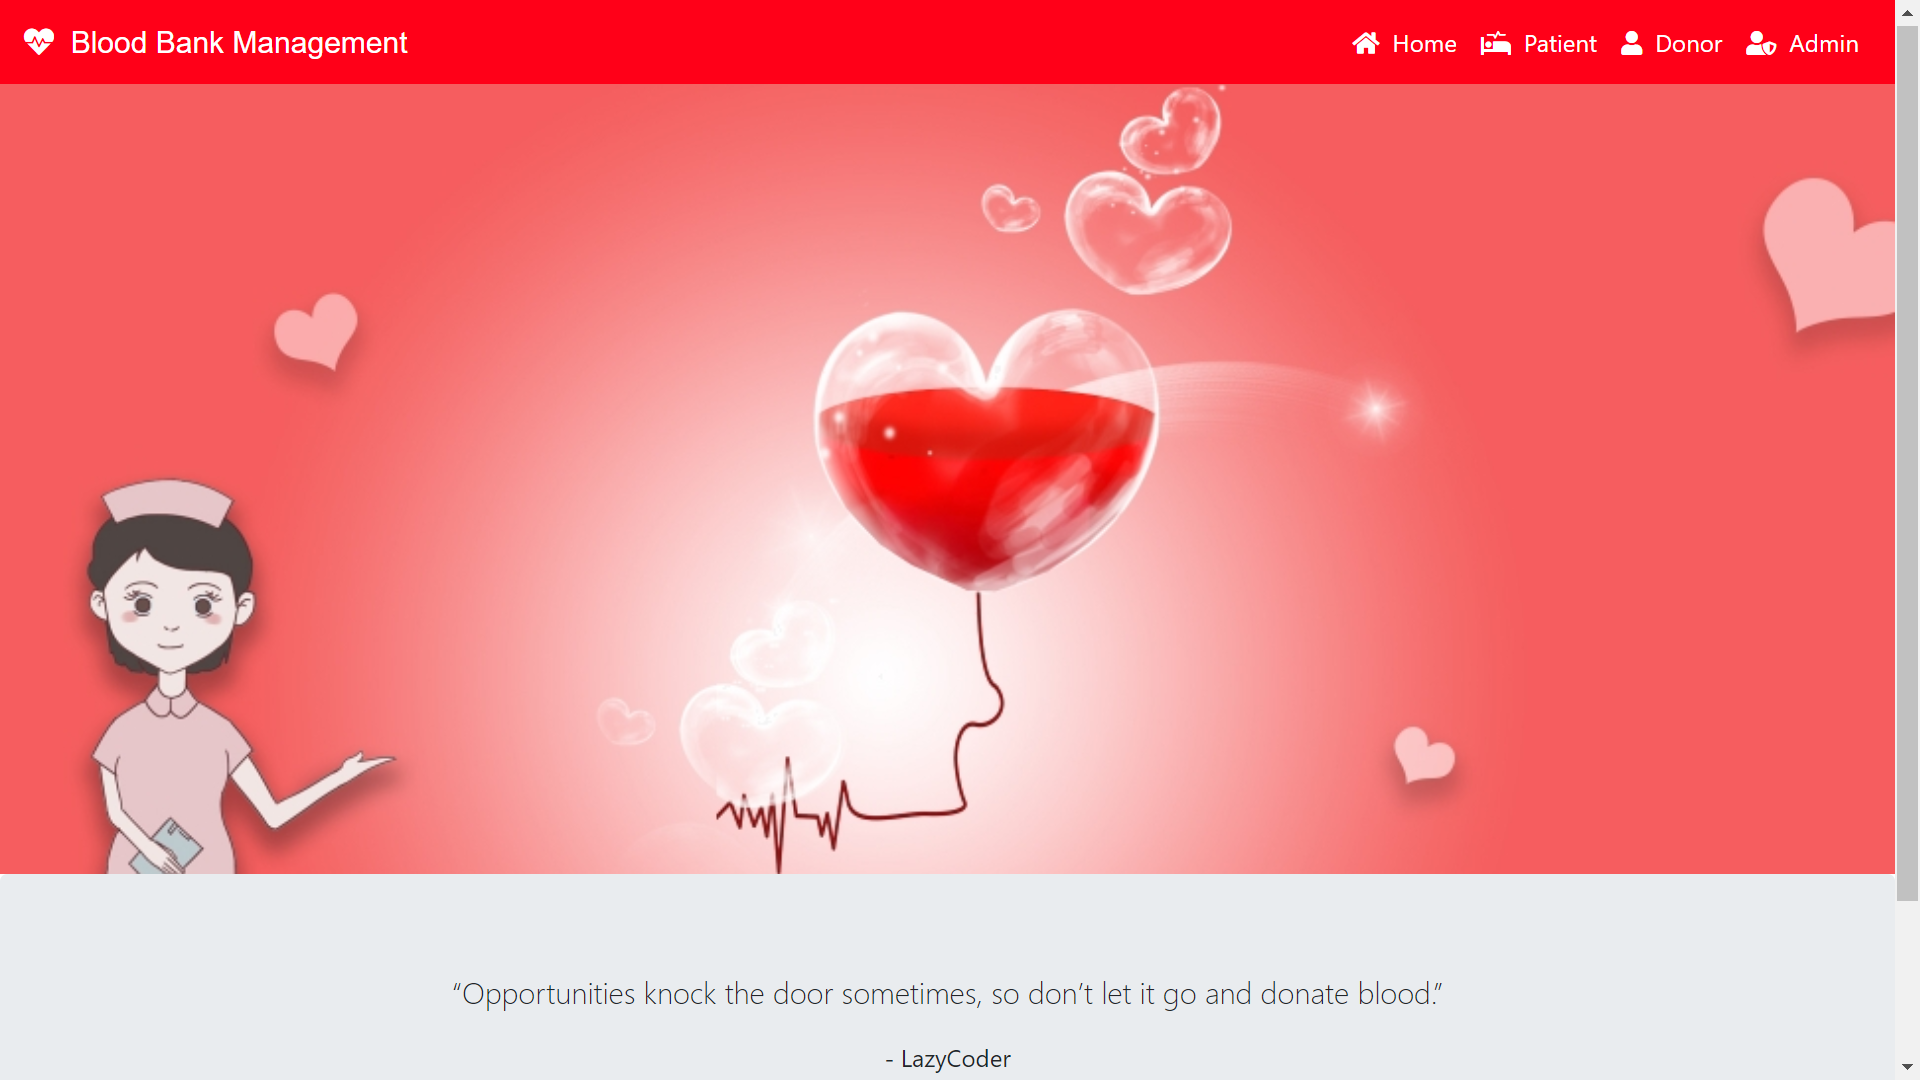 Blood Bank Management
Home Patient Donor Admin
“Opportunities knock the door sometimes, so don’t let it go and donate blood.”
- LazyCoder